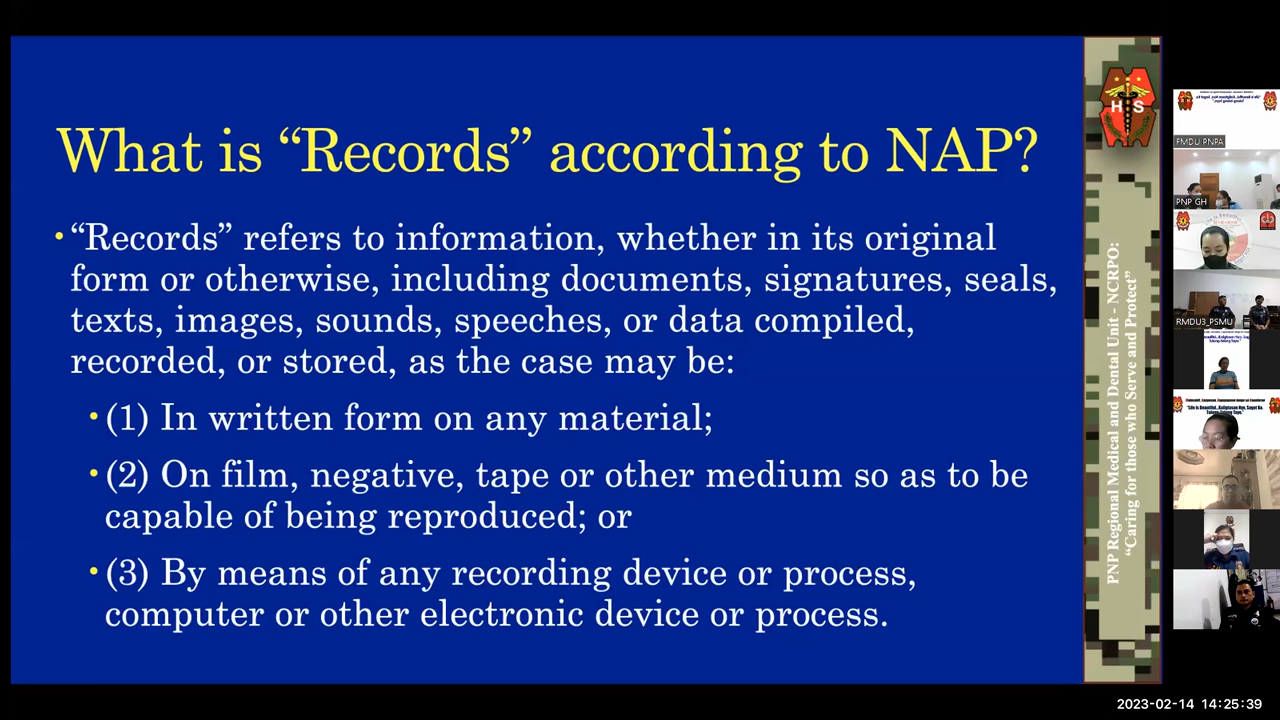 What is “Records” according to NAP?
•“Records” refers to information, whether in its original
form or otherwise, including documents, signatures, seals,
texts, images, sounds, speeches, or data compiled,
recorded, or stored, as the case may be:
•(1) In written form on any material;
•(2) On film, negative, tape or other medium so as to be
capable of being reproduced; or
•(3) By means of any recording device or process,
computer or other electronic device or process.
H S
PNP Regional Medical and Dental Unit - NCRPO:
“Caring for those who Serve and Protect”
FMDU PNPA
PNP GH
RMDU3_PSMU
2023-02-14 14:25:39